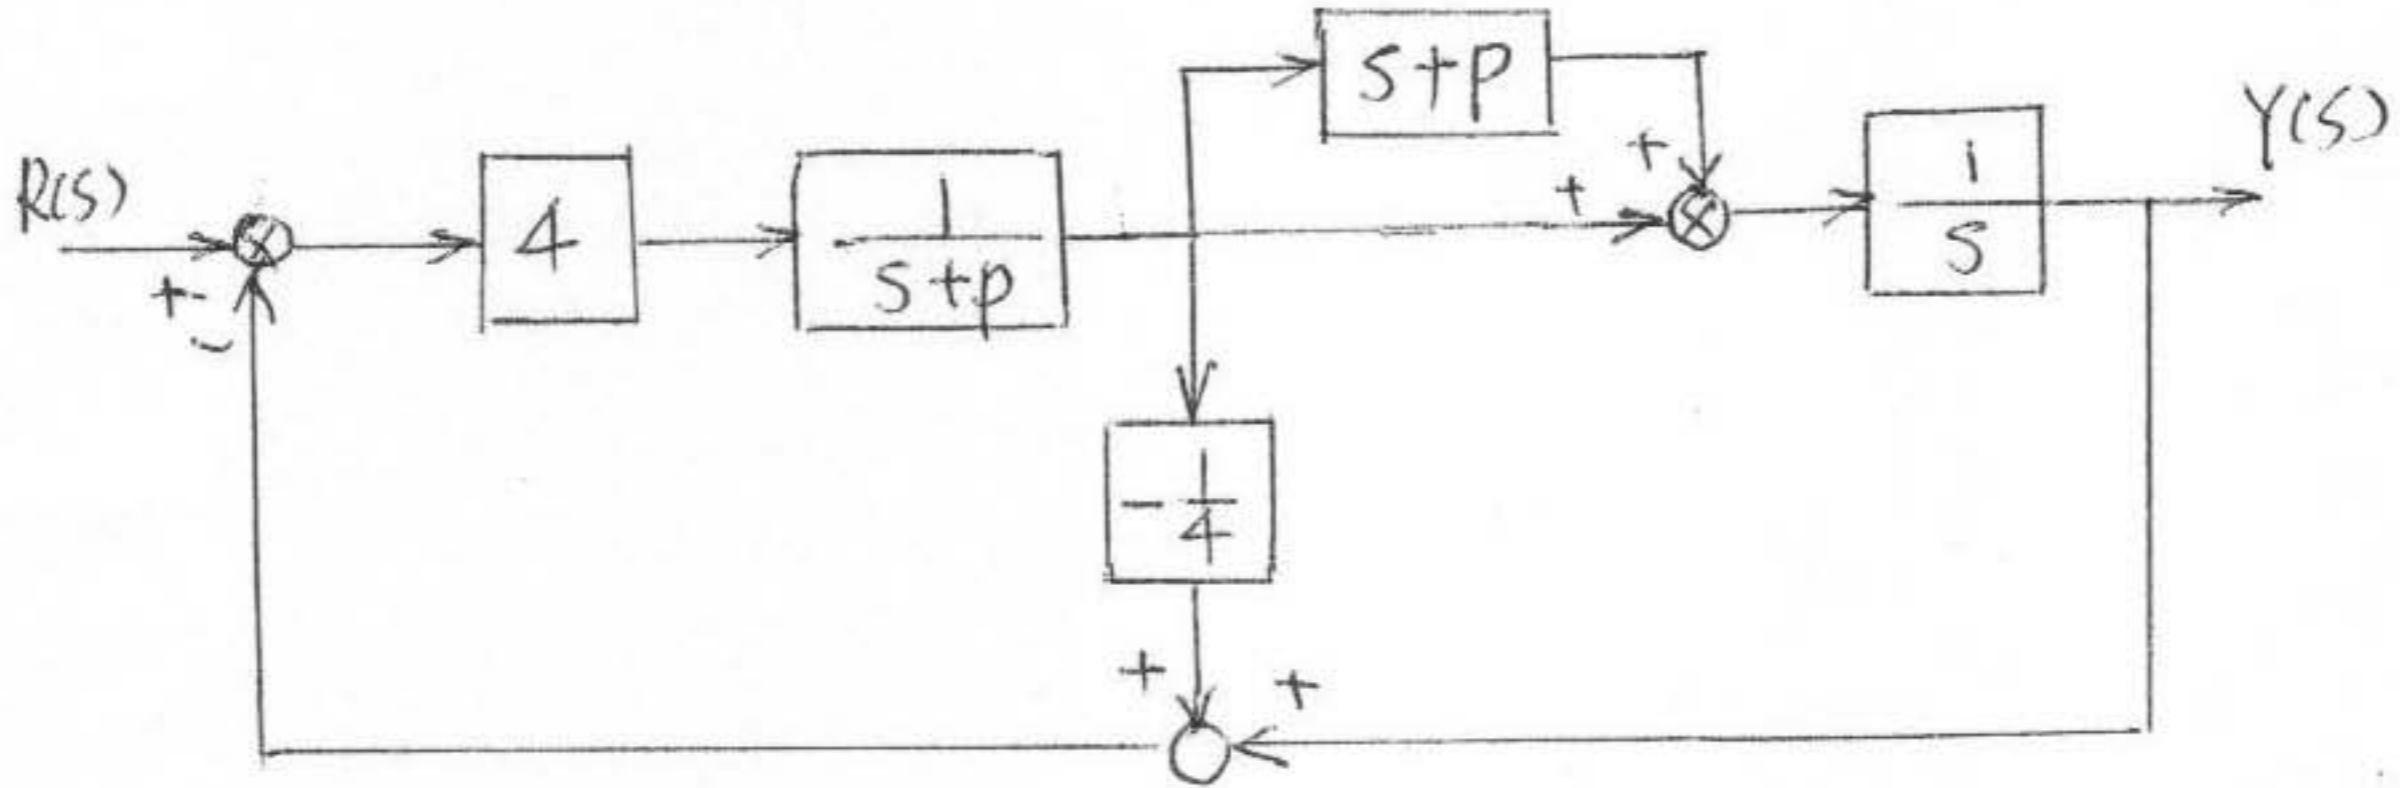 R(s)
+
-
4
1
s+p
s+p
+
+
1
s
Y(s)
-1/4
+
+